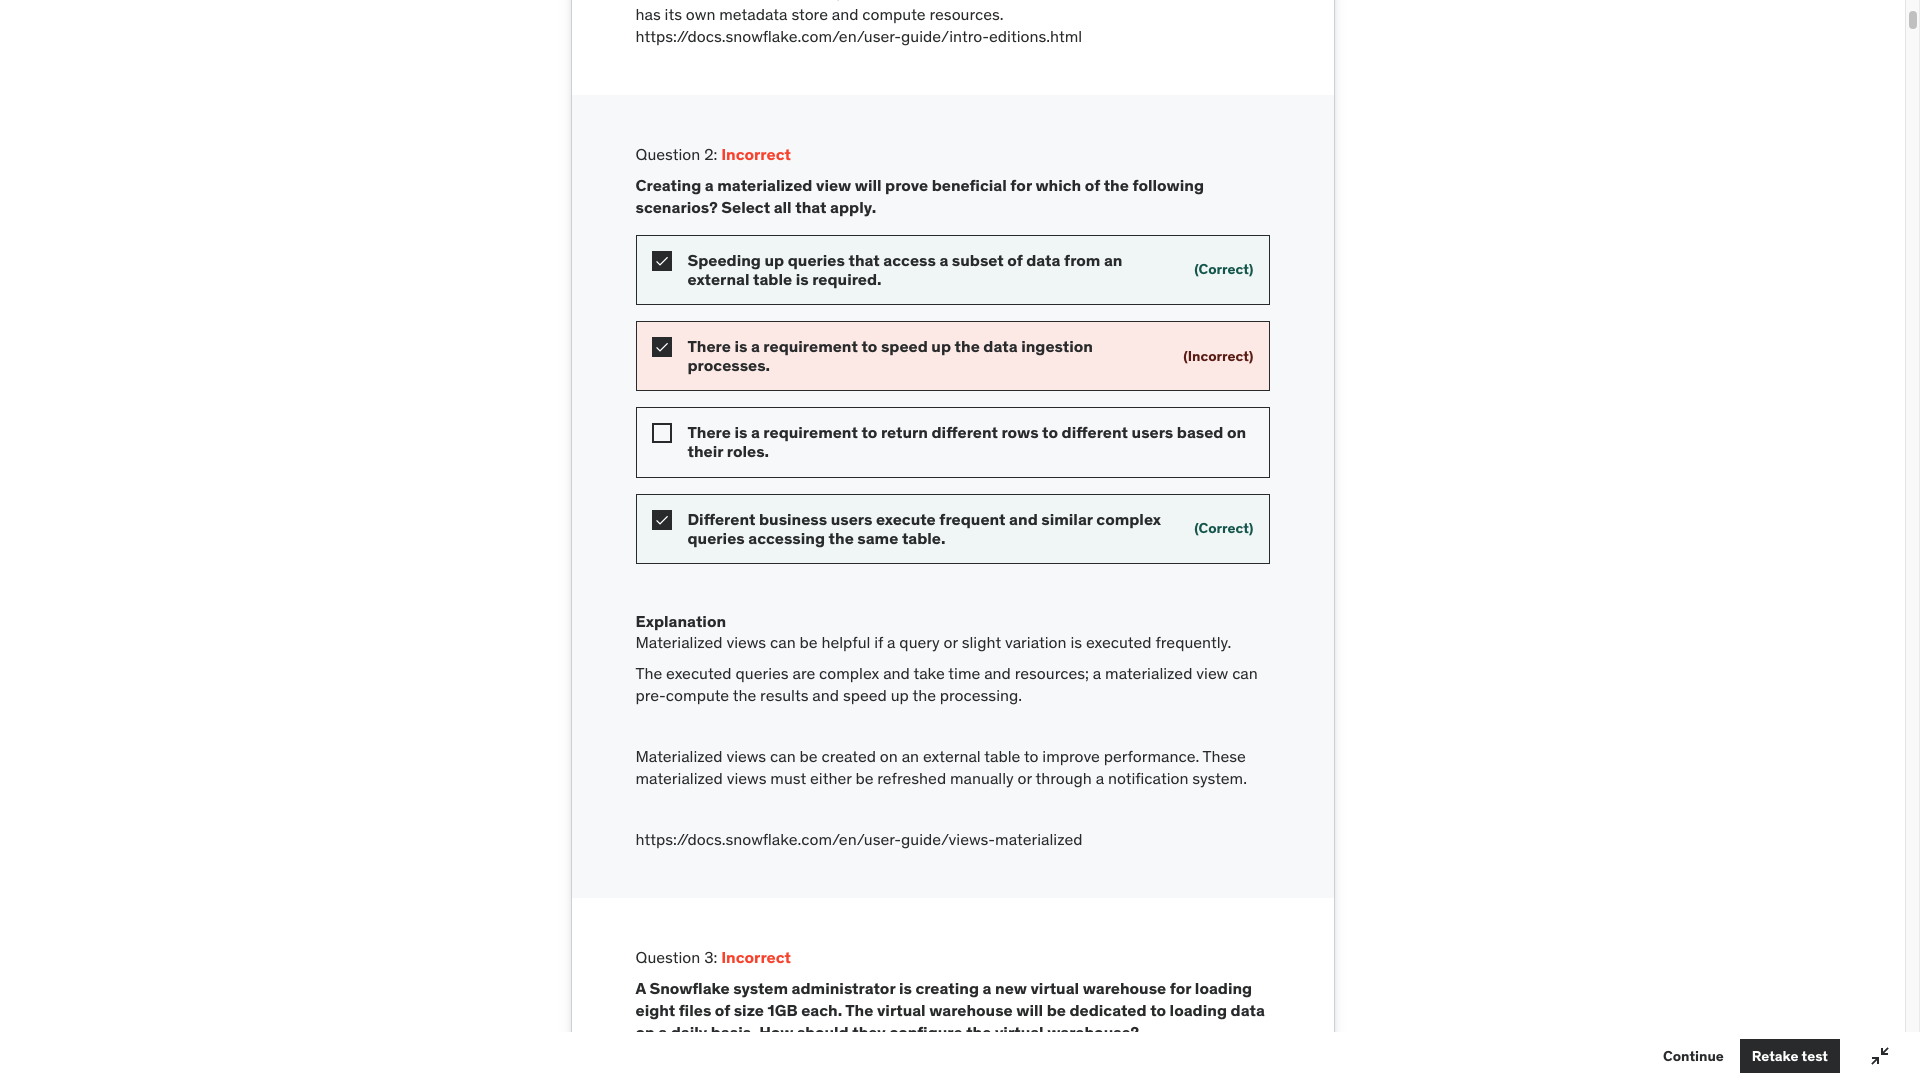 has its own metadata store and compute resources.
https://docs.snowflake.com/en/user-guide/intro-editions.html
Question 2: Incorrect
Creating a materialized view will prove beneficial for which of the following
scenarios? Select all that apply.
Speeding up queries that access a subset of data from an
external table is required.
(Correct)
There is a requirement to speed up the data ingestion
processes.
(Incorrect)
There is a requirement to return different rows to different users based on
their roles.
Different business users execute frequent and similar complex
queries accessing the same table.
(Correct)
Explanation
Materialized views can be helpful if a query or slight variation is executed frequently.
The executed queries are complex and take time and resources; a materialized view can
pre-compute the results and speed up the processing.
Materialized views can be created on an external table to improve performance. These
materialized views must either be refreshed manually or through a notification system.
https://docs.snowflake.com/en/user-guide/views-materialized
Question 3: Incorrect
A Snowflake system administrator is creating a new virtual warehouse for loading
eight files of size 1GB each. The virtual warehouse will be dedicated to loading data
on a daily basis. How should they configure the virtual warehouse?
Continue
Retake test